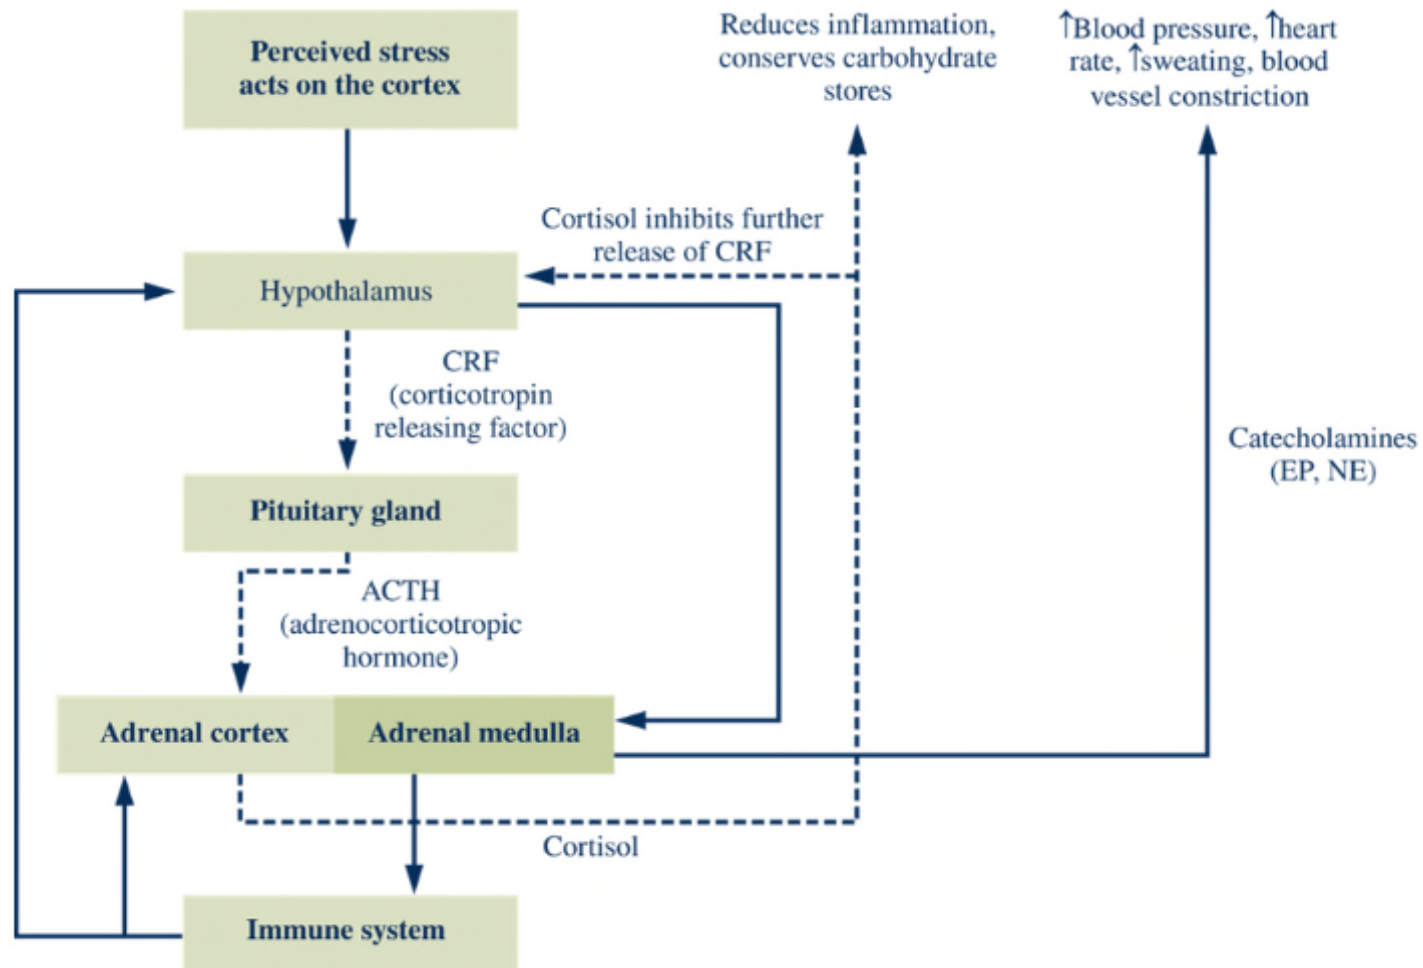 Perceived stress
acts on the cortex
Reduces inflammation,
conserves carbohydrate
stores
↑Blood pressure, ↑heart
rate, ↑sweating, blood
vessel constriction
Cortisol inhibits further
release of CRF
Hypothalamus
CRF
(corticotropin
releasing factor)
Catecholamines
(EP, NE)
Pituitary gland
ACTH
(adrenocorticotropic
hormone)
Adrenal cortex
Adrenal medulla
Cortisol
Immune system